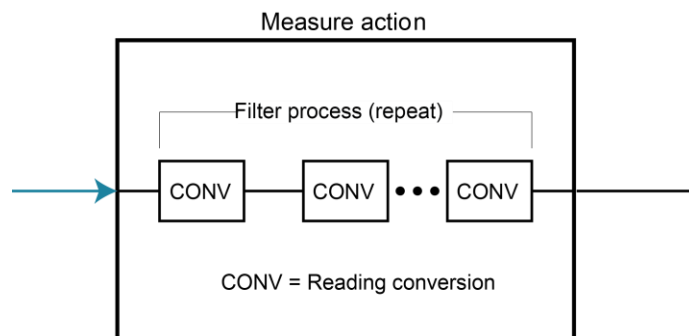 Measure action
Filter process (repeat)
CONV CONV CONV
CONV = Reading conversion